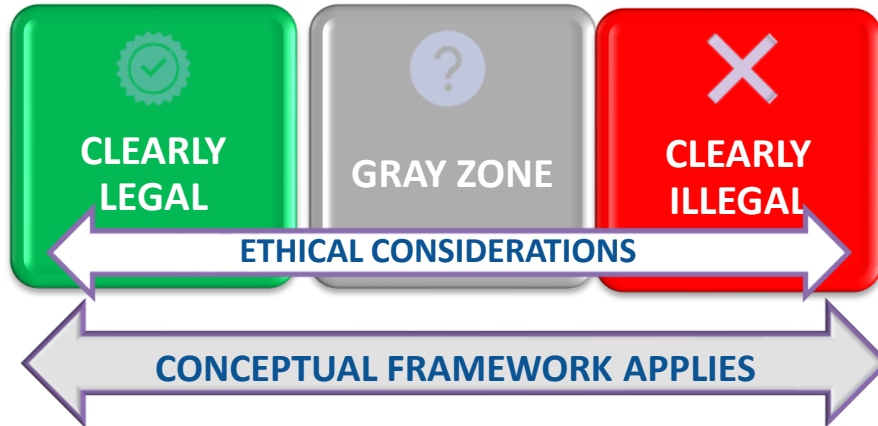 ?
CLEARLY
LEGAL
GRAY ZONE
CLEARLY
ILLEGAL
ETHICAL CONSIDERATIONS
CONCEPTUAL FRAMEWORK APPLIES